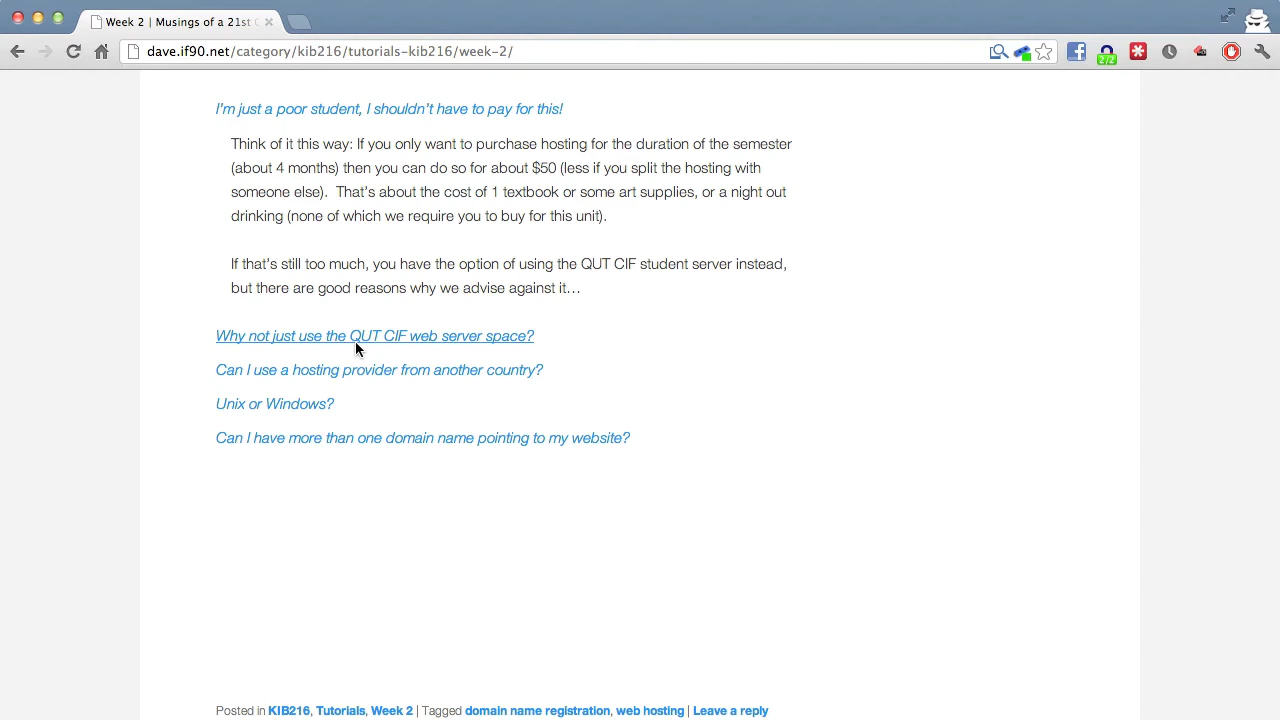 Week 2 | Musings of a 21st C
dave.if90.net/category/kib216/tutorials-kib216/week-2/
2/2
I'm just a poor student, I shouldn't have to pay for this!
Think of it this way: If you only want to purchase hosting for the duration of the semester
(about 4 months) then you can do so for about $50 (less if you split the hosting with
someone else).  That's about the cost of 1 textbook or some art supplies, or a night out
drinking (none of which we require you to buy for this unit).
If that's still too much, you have the option of using the QUT CIF student server instead,
but there are good reasons why we advise against it…
Why not just use the QUT CIF web server space?
Can I use a hosting provider from another country?
Unix or Windows?
Can I have more than one domain name pointing to my website?
Posted in KIB216, Tutorials, Week 2 | Tagged domain name registration, web hosting | Leave a reply